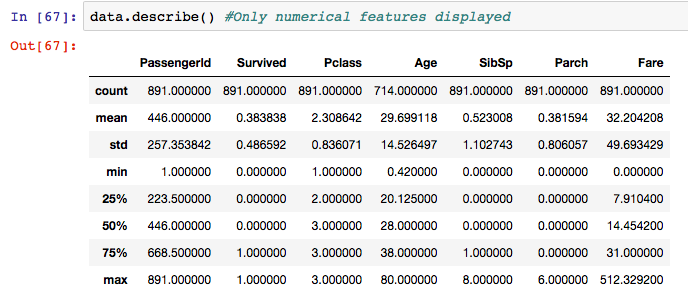 In [67]: data.describe() #Only numerical features displayed
Out[67]:
PassengerId Survived Pclass Age SibSp Parch Fare
count 891.000000 891.000000 891.000000 714.000000 891.000000 891.000000 891.000000
mean 446.000000 0.383838 2.308642 29.699118 0.523008 0.381594 32.204208
std 257.353842 0.486592 0.836071 14.526497 1.102743 0.806057 49.693429
min 1.000000 0.000000 1.000000 0.420000 0.000000 0.000000 0.000000
25% 223.500000 0.000000 2.000000 20.125000 0.000000 0.000000 7.910400
50% 446.000000 0.000000 3.000000 28.000000 0.000000 0.000000 14.454200
75% 668.500000 1.000000 3.000000 38.000000 1.000000 0.000000 31.000000
max 891.000000 1.000000 3.000000 80.000000 8.000000 6.000000 512.329200